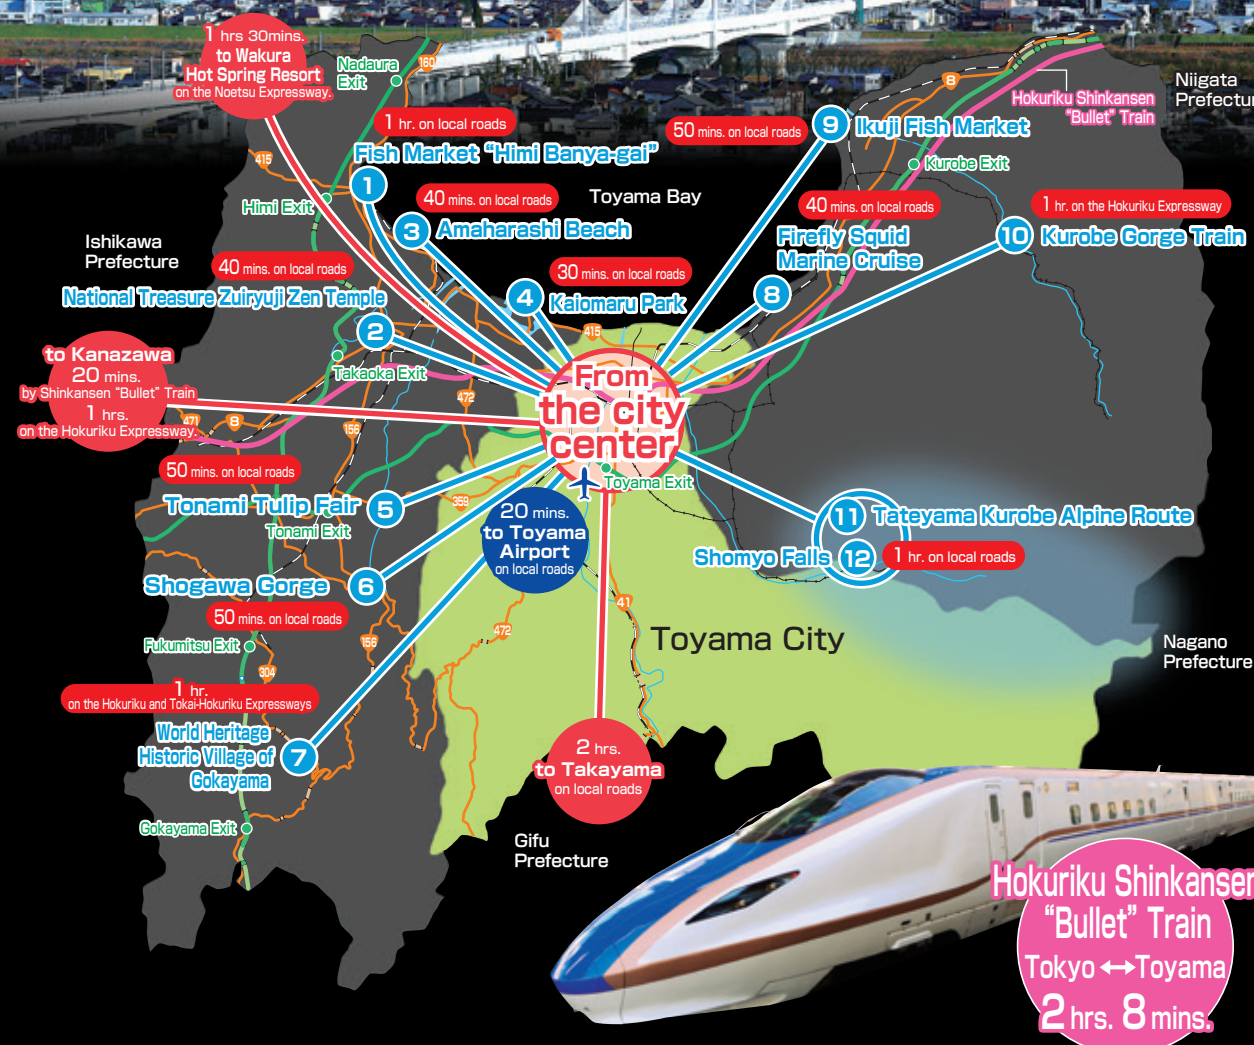 1 hrs 30mins.
to Wakura
Hot Spring Resort
on the Noetsu Expressway.
Nadaura
Exit
160
8
Niigata
Prefectur
Hokuriku Shinkansen
"Bullet" Train
1 hr. on local roads
Fish Market "Himi Banya-gai"
1
50 mins. on local roads
9
Ikuji Fish Market
415
Kurobe Exit
Himi Exit
40 mins. on local roads
3
Amaharashi Beach
Toyama Bay
40 mins. on local roads
Firefly Squid
Marine Cruise
8
1 hr. on the Hokuriku Expressway
10
Kurobe Gorge Train
Ishikawa
Prefecture
40 mins. on local roads
National Treasure Zuiryuji Zen Temple
2
30 mins. on local roads
4
Kaiomaru Park
415
to Kanazawa
20 mins.
by Shinkansen "Bullet" Train
1 hrs.
on the Hokuriku Expressway.
Takaoka Exit
472
471
8
156
From
the city
center
Toyama Exit
50 mins. on local roads
Tonami Tulip Fair
5
Tonami Exit
359
20 mins.
to Toyama
Airport
on local roads
11
Tateyama Kurobe Alpine Route
Shomyo Falls
12
1 hr. on local roads
Shogawa Gorge
6
50 mins. on local roads
41
472
Toyama City
Fukumitsu Exit
156
304
Nagano
Prefecture
1 hr.
on the Hokuriku and Tokai-Hokuriku Expressways
World Heritage
Historic Village of
Gokayama
7
2 hrs.
to Takayama
on local roads
Gokayama Exit
Gifu
Prefecture
Hokuriku Shinkansen
"Bullet" Train
Tokyo ↔ Toyama
2 hrs. 8 mins.